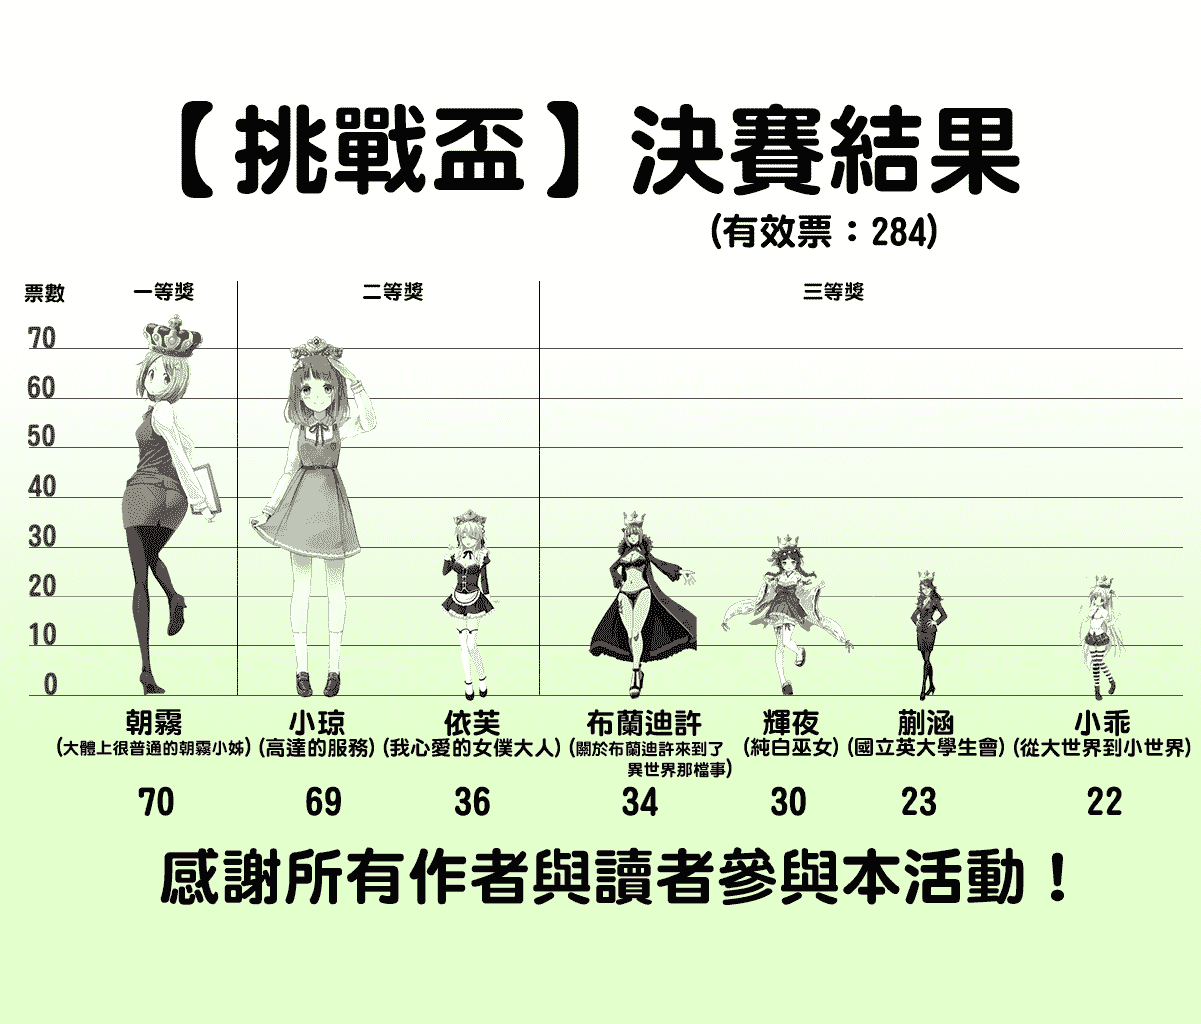 【挑戰盃】決賽結果
(有效票：284)
票數 一等獎 二等獎 三等獎
70
60
50
40
30
20
10
0
朝霧 小琼 依芙 布蘭迪許 輝夜 蒯涵 小乖
(大體上很普通的朝霧小姊) (高達的服務) (我心愛的女僕大人) (關於布蘭迪許來到了 (純白巫女) (國立英大學生會) (從大世界到小世界)
異世界那檔事)
70 69 36 34 30 23 22
感謝所有作者與讀者參與本活動！